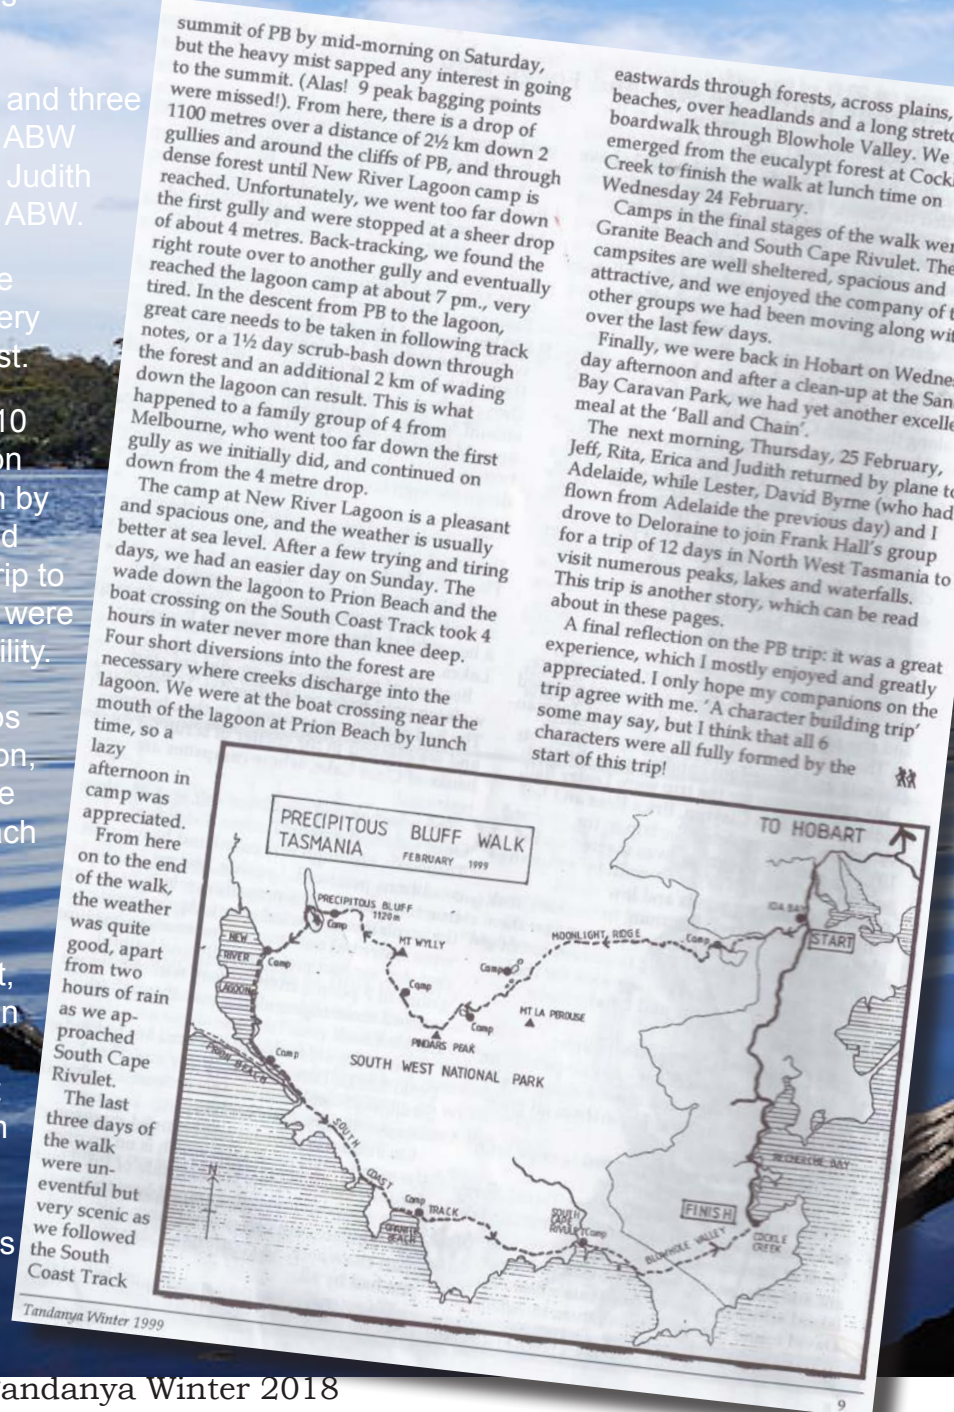 and three
ABW
Judith
ABW.
10
by
rip to
were
summit of PB by mid-morning on Saturday,
but the heavy mist sapped any interest in going
to the summit. (Alas! 9 peak bagging points
were missed!). From here, there is a drop of
1100 metres over a distance of 2½ km down 2
gullies and around the cliffs of PB, and through
dense forest until New River Lagoon camp is
reached. Unfortunately, we went too far down
the first gully and were stopped at a sheer drop
of about 4 metres. Back-tracking, we found the
right route over to another gully and eventually
reached the lagoon camp at about 7 pm., very
tired. In the descent from PB to the lagoon,
great care needs to be taken in following track
notes, or a 1½ day scrub-bash down through
the forest and an additional 2 km of wading
down the lagoon can result. This is what
happened to a family group of 4 from
Melbourne, who went too far down the first
gully as we initially did, and continued on
down from the 4 metre drop.
The camp at New River Lagoon is a pleasant
and spacious one, and the weather is usually
better at sea level. After a few trying and tiring
days, we had an easier day on Sunday. The
wade down the lagoon to Prion Beach and the
boat crossing on the South Coast Track took 4
hours in water never more than knee deep.
Four short diversions into the forest are
necessary where creeks discharge into the
lagoon. We were at the boat crossing near the
mouth of the lagoon at Prion Beach by lunch
time, so a
lazy
afternoon in
camp was
appreciated.
From here
on to the end
of the walk,
the weather
was quite
good, apart
from two
hours of rain
as we ap-
proached
South Cape
Rivulet.
The last
three days of
the walk
were un-
eventful but
very scenic as
we followed
the South
Coast Track
eastwards through forests, across plains,
beaches, over headlands and a long
boardwalk through Blowhole Valley. We
emerged from the eucalypt forest at
Creek to finish the walk at lunch time on
Wednesday 24 February.
Camps in the final stages of the walk
Granite Beach and South Cape Rivulet.
campsites are well sheltered, spacious and
attractive, and we enjoyed the company of
other groups we had been moving along
over the last few days.
Finally, we were back in Hobart on
day afternoon and after a clean-up at the
Bay Caravan Park, we had yet another
meal at the 'Ball and Chain'.
The next morning, Thursday, 25 February,
Jeff, Rita, Erica and Judith returned by plane to
Adelaide, while Lester, David Byrne (who had
flown from Adelaide the previous day) and I
drove to Deloraine to join Frank Hall's group
for a trip of 12 days in North West Tasmania to
visit numerous peaks, lakes and waterfalls.
This trip is another story, which can be read
about in these pages.
A final reflection on the PB trip: it was a great
experience, which I mostly enjoyed and greatly
appreciated. I only hope my companions on the
trip agree with me. 'A character building trip'
some may say, but I think that all 6
characters were all fully formed by the
start of this trip!
PRECIPITOUS BLUFF WALK
TASMANIA FEBRUARY 1999
TO HOBART
PRECIPITOUS BLUFF
1120m
Camp
MT WYLLY
MOONLIGHT RIDGE
Camp
IDA BAY
START
NEW
RIVER
LAGOON
Camp
Camp
Camp
Camp
MT LA PEROUSE
PINDARS PEAK
PRION BEACH
Camp
SOUTH WEST NATIONAL PARK
SOUTH
COAST
TRACK
Camp
GRANITE
BEACH
SOUTH
CAPE
RIVULET
Camp
RECHERCHE BAY
FINISH
BLOWHOLE VALLEY
COCKLE
CREEK
N
Tandanya Winter 1999
9
Tandanya Winter 2018